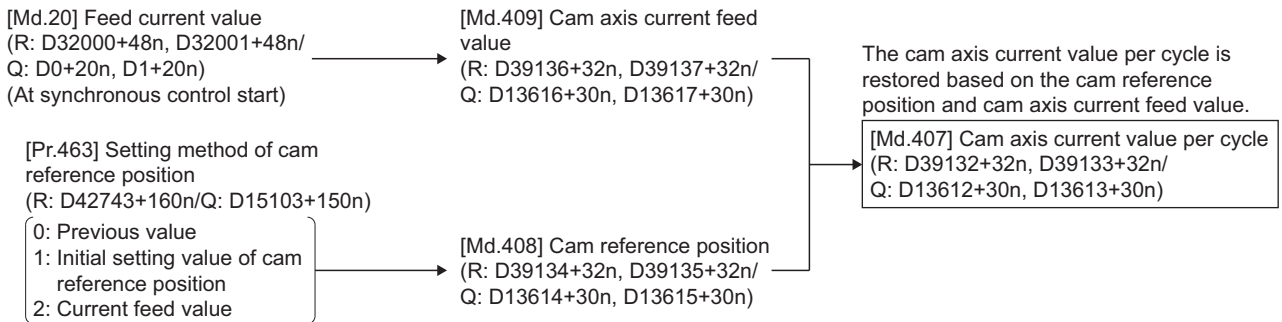 [Md.20] Feed current value
(R: D32000+48n, D32001+48n/
Q: D0+20n, D1+20n)
(At synchronous control start)
[Md.409] Cam axis current feed
value
(R: D39136+32n, D39137+32n/
Q: D13616+30n, D13617+30n)
The cam axis current value per cycle is
restored based on the cam reference
position and cam axis current feed value.
[Md.407] Cam axis current value per cycle
(R: D39132+32n, D39133+32n/
Q: D13612+30n, D13613+30n)
[Pr.463] Setting method of cam
reference position
(R: D42743+160n/Q: D15103+150n)
0: Previous value
1: Initial setting value of cam
reference position
2: Current feed value
[Md.408] Cam reference position
(R: D39134+32n, D39135+32n/
Q: D13614+30n, D13615+30n)